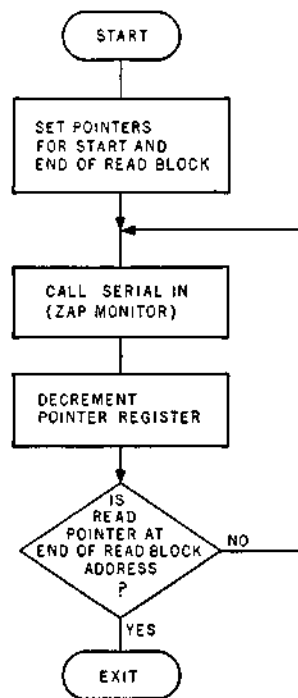 START
SET POINTERS
FOR START AND
END OF READ BLOCK
CALL SERIAL IN
(ZAP MONITOR)
DECREMENT
POINTER REGISTER
IS
READ
POINTER AT
END OF READ BLOCK
ADDRESS
?
NO
YES
EXIT